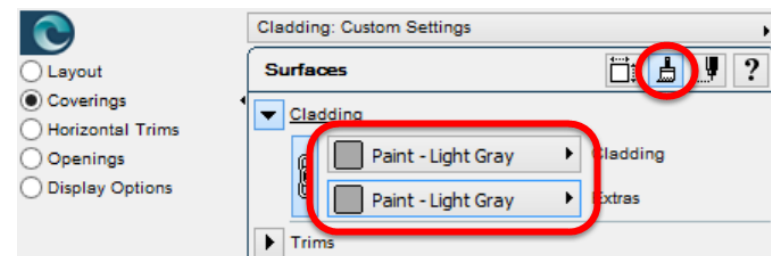 Cladding: Custom Settings
Layout
Coverings
Horizontal Trims
Openings
Display Options
Surfaces
?
Cladding
Paint - Light Gray
Cladding
Paint - Light Gray
Extras
Trims